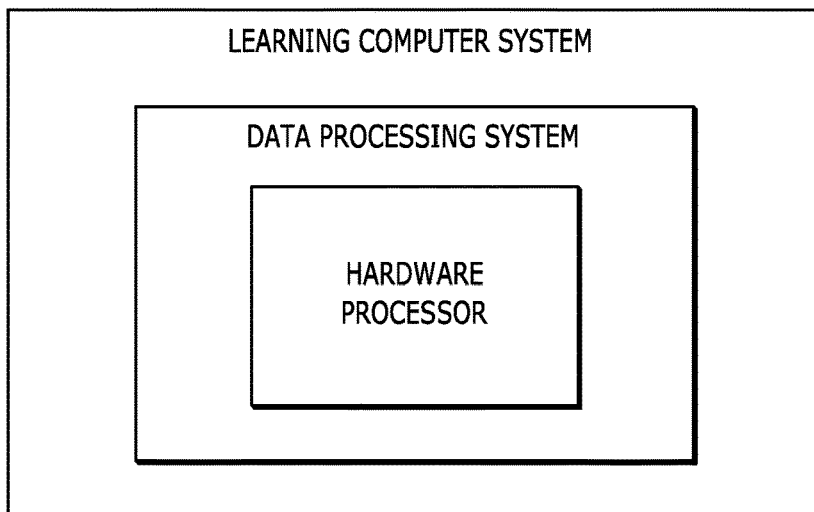 LEARNING COMPUTER SYSTEM
DATA PROCESSING SYSTEM
HARDWARE
PROCESSOR